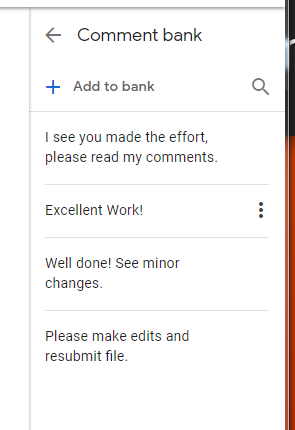 Comment bank
Add to bank
I see you made the effort,
please read my comments.
Excellent Work!
Well done! See minor
changes.
Please make edits and
resubmit file.